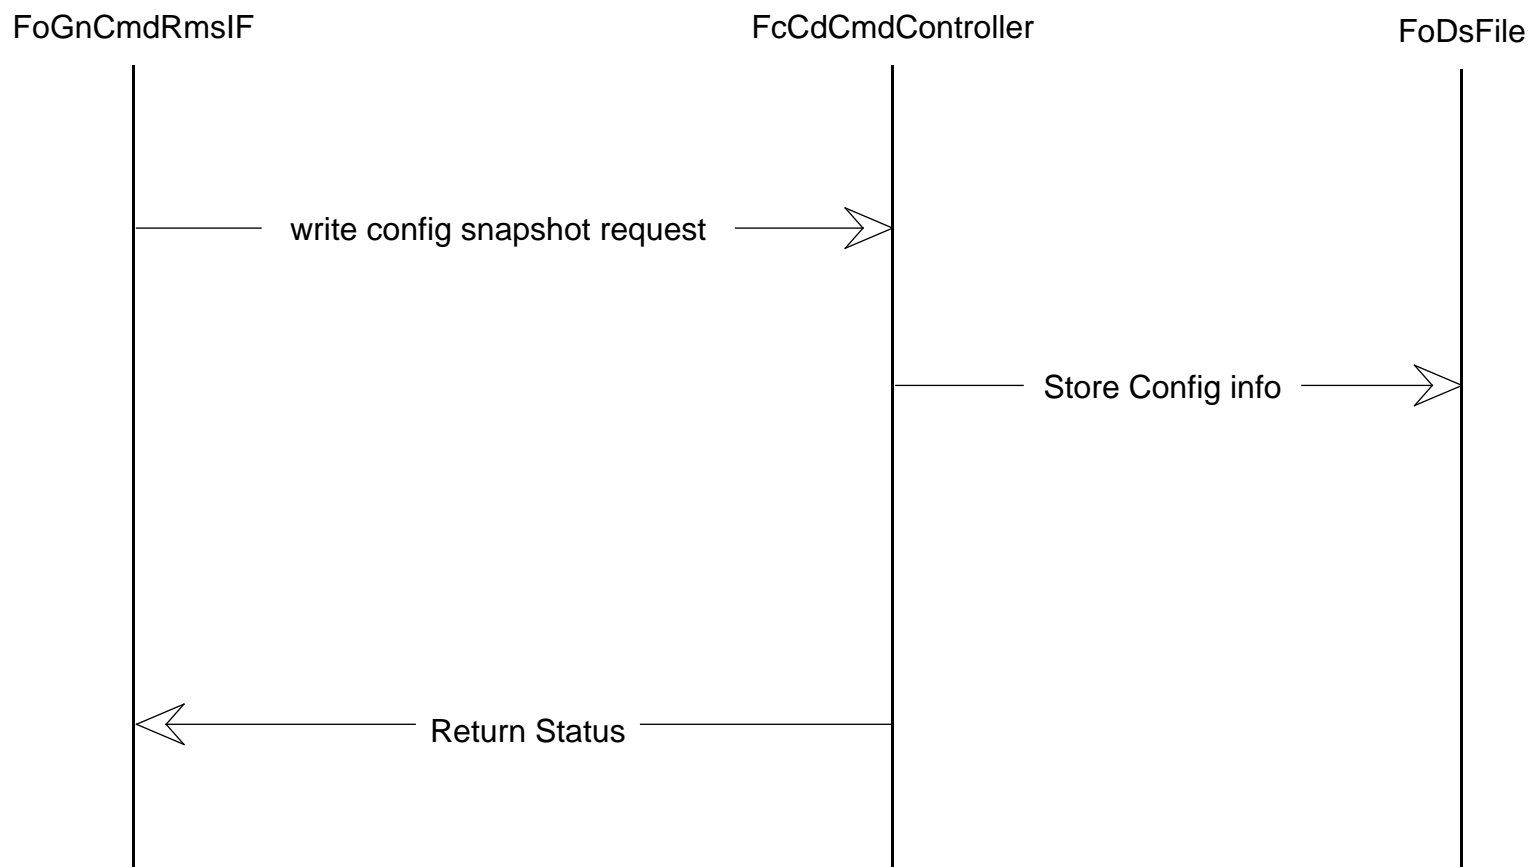 FoGnCmdRmsIF
FcCdCmdController
FoDsFile
write config snapshot request
Store Config info
Return Status